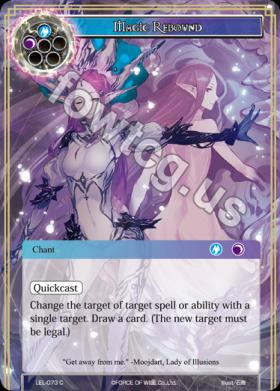 Magic Rebound
fowtcg.us
Chant
Quickcast
Change the target of target spell or ability with a
single target. Draw a card. (The new target must
be legal.)
"Get away from me." -Moojdart, Lady of Illusions
LEL-073 C ©FORCE OF WILL Co.,Ltd.